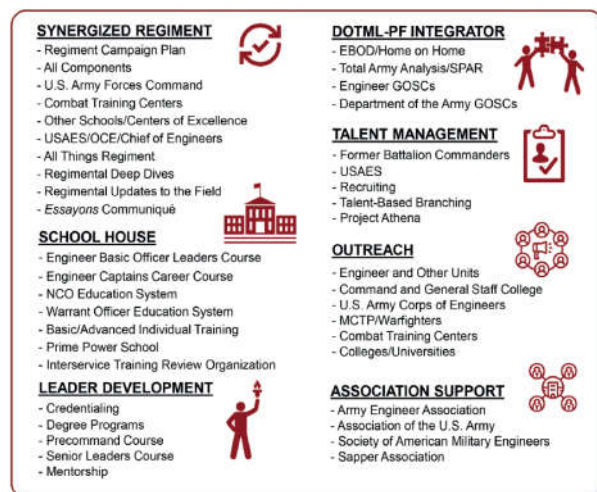 SYNERGIZED REGIMENT
- Regiment Campaign Plan
- All Components
- U.S. Army Forces Command
- Combat Training Centers
- Other Schools/Centers of Excellence
- USAES/OCE/Chief of Engineers
- All Things Regiment
- Regimental Deep Dives
- Regimental Updates to the Field
- Essayons Communiqué
SCHOOL HOUSE
- Engineer Basic Officer Leaders Course
- Engineer Captains Career Course
- NCO Education System
- Warrant Officer Education System
- Basic/Advanced Individual Training
- Prime Power School
- Interservice Training Review Organization
LEADER DEVELOPMENT
- Credentialing
- Degree Programs
- Precommand Course
- Senior Leaders Course
- Mentorship
DOTML-PF INTEGRATOR
- EBOD/Home on Home
- Total Army Analysis/SPAR
- Engineer GOSCs
- Department of the Army GOSCs
TALENT MANAGEMENT
- Former Battalion Commanders
- USAES
- Recruiting
- Talent-Based Branching
- Project Athena
OUTREACH
- Engineer and Other Units
- Command and General Staff College
- U.S. Army Corps of Engineers
- MCTP/Warfighters
- Combat Training Centers
- Colleges/Universities
ASSOCIATION SUPPORT
- Army Engineer Association
- Association of the U.S. Army
- Society of American Military Engineers
- Sapper Association